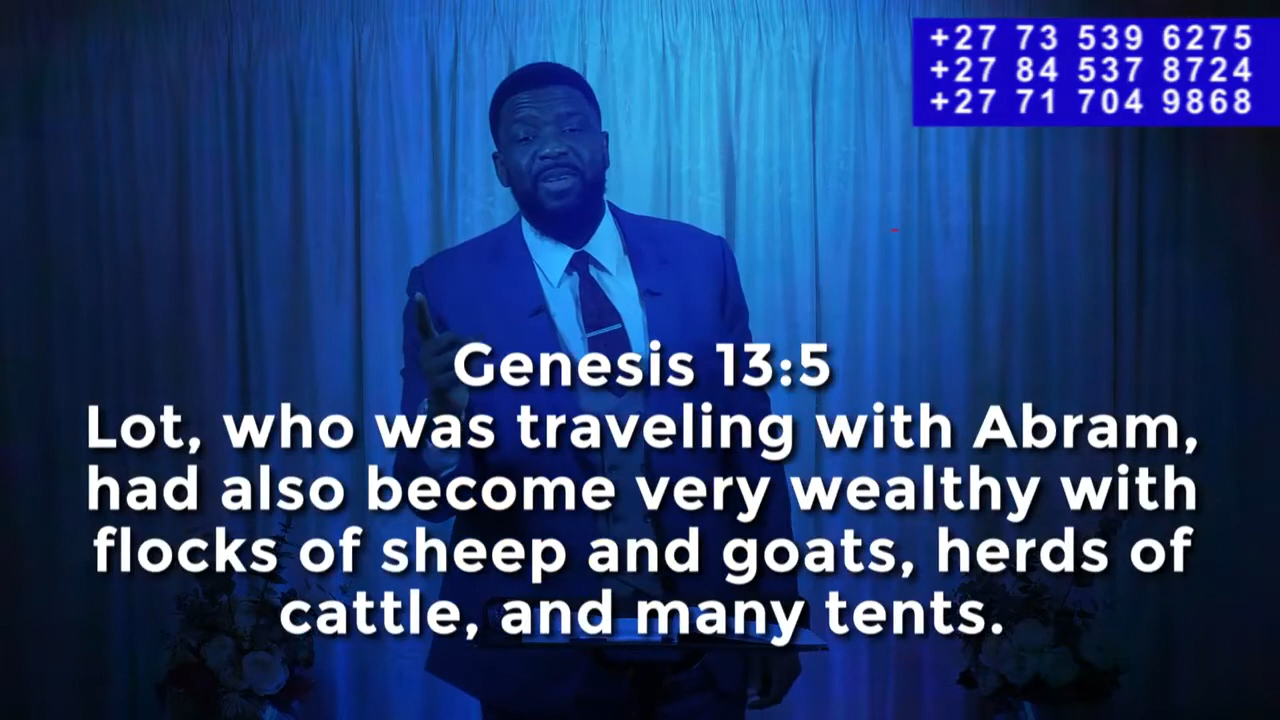 +27 73 539 6275
+27 84 537 8724
+27 71 704 9868
Genesis 13:5
Lot, who was traveling with Abram,
had also become very wealthy with
flocks of sheep and goats, herds of
cattle, and many tents.